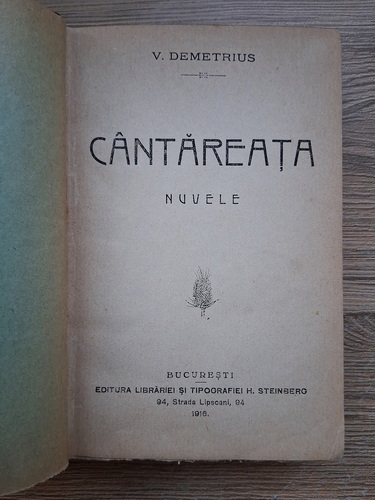 V. DEMETRIUS
CÂNTĂREAȚA
NUVELE
BUCUREȘTI
EDITURA LIBRĂRIEI ȘI TIPOGRAFIEI H. STEINBERG
94, Strada Lipscani, 94
1916.